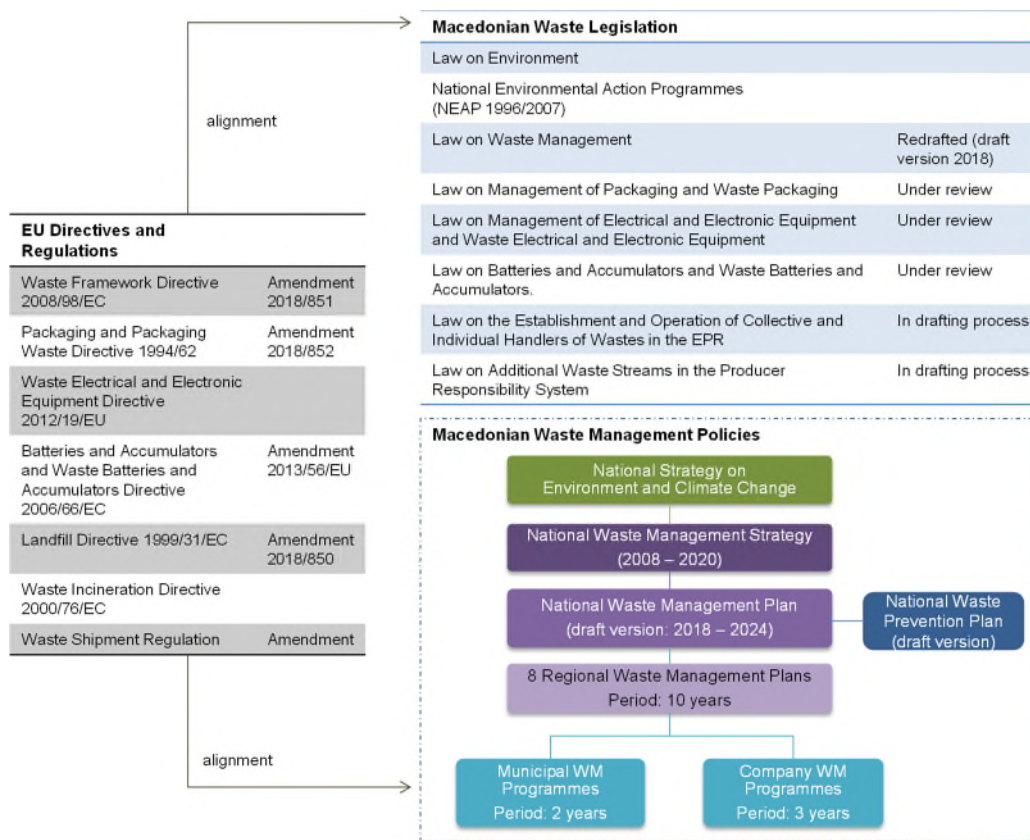 Macedonian Waste Legislation
Law on Environment
National Environmental Action Programmes
(NEAP 1996/2007)
Law on Waste Management
Redrafted (draft
version 2018)
Law on Management of Packaging and Waste Packaging
Under review
Law on Management of Electrical and Electronic Equipment
and Waste Electrical and Electronic Equipment
Under review
Law on Batteries and Accumulators and Waste Batteries and
Accumulators.
Under review
Law on the Establishment and Operation of Collective and
Individual Handlers of Wastes in the EPR
In drafting process
Law on Additional Waste Streams in the Producer
Responsibility System
In drafting process
alignment
EU Directives and
Regulations
Waste Framework Directive
2008/98/EC
Amendment
2018/851
Packaging and Packaging
Waste Directive 1994/62
Amendment
2018/852
Waste Electrical and Electronic
Equipment Directive
2012/19/EU
Batteries and Accumulators
and Waste Batteries and
Accumulators Directive
2006/66/EC
Amendment
2013/56/EU
Landfill Directive 1999/31/EC
Amendment
2018/850
Waste Incineration Directive
2000/76/EC
Waste Shipment Regulation
Amendment
alignment
Macedonian Waste Management Policies
National Strategy on
Environment and Climate Change
National Waste Management Strategy
(2008 – 2020)
National Waste Management Plan
(draft version: 2018 – 2024)
National Waste
Prevention Plan
(draft version)
8 Regional Waste Management Plans
Period: 10 years
Municipal WM
Programmes
Period: 2 years
Company WM
Programmes
Period: 3 years